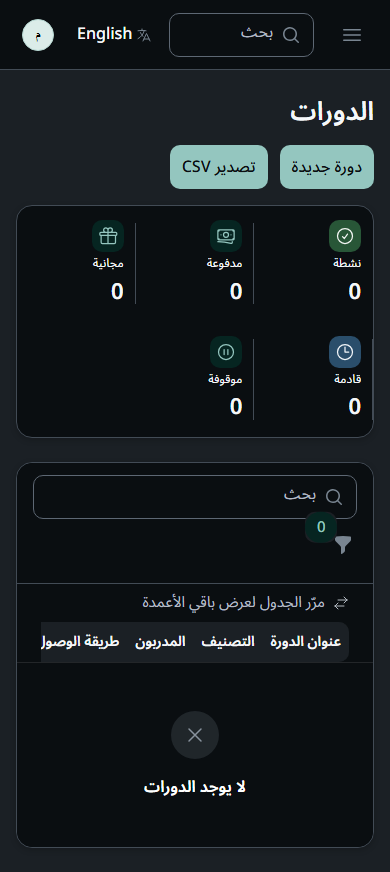 بحث
English
م
الدورات
دورة جديدة
تصدير CSV
نشطة
0
مدفوعة
0
مجانية
0
قادمة
0
موقوفة
0
بحث
0
مرّر الجدول لعرض باقي الأعمدة
عنوان الدورة التصنيف المدربون طريقة الوصول
لا يوجد الدورات